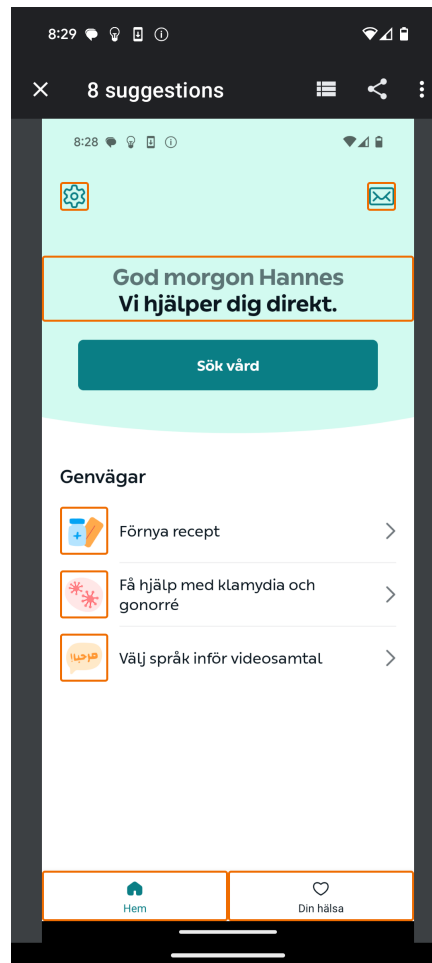 8:29
8 suggestions
8:28
God morgon Hannes
Vi hjälper dig direkt.
Sök vård
Genvägar
Förnya recept
Få hjälp med klamydia och
gonorré
مرحبا!
Välj språk inför videosamtal
Hem
Din hälsa